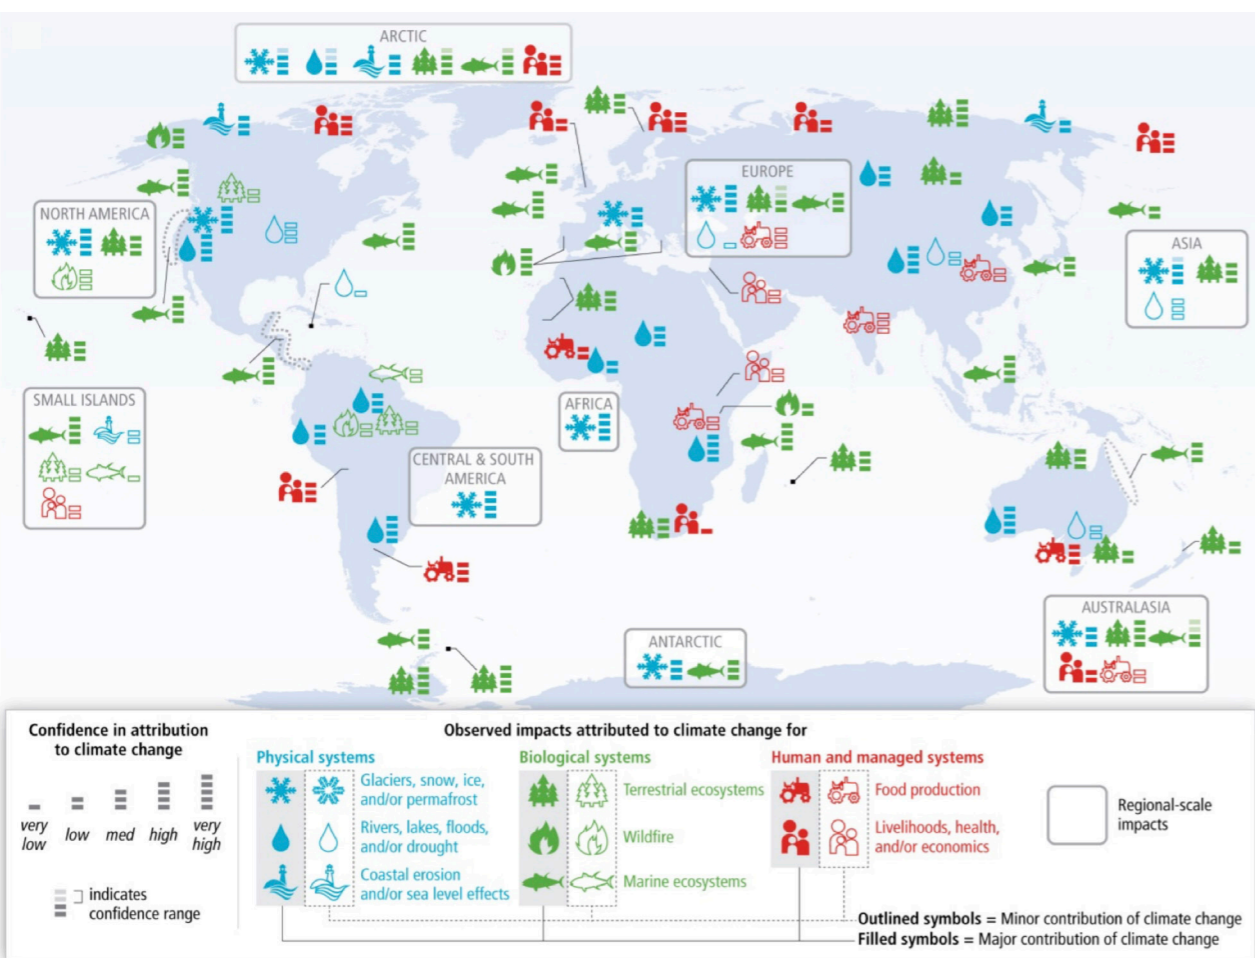 ARCTIC
EUROPE
NORTH AMERICA
ASIA
SMALL ISLANDS
AFRICA
CENTRAL & SOUTH
AMERICA
ANTARCTIC
AUSTRALASIA
Confidence in attribution
to climate change
very
low
low
med
high
very
high
indicates
confidence range
Observed impacts attributed to climate change for
Physical systems
Glaciers, snow, ice,
and/or permafrost
Rivers, lakes, floods,
and/or drought
Coastal erosion
and/or sea level effects
Biological systems
Terrestrial ecosystems
Wildfire
Marine ecosystems
Human and managed systems
Food production
Livelihoods, health,
and/or economics
Regional-scale
impacts
Outlined symbols = Minor contribution of climate change
Filled symbols = Major contribution of climate change